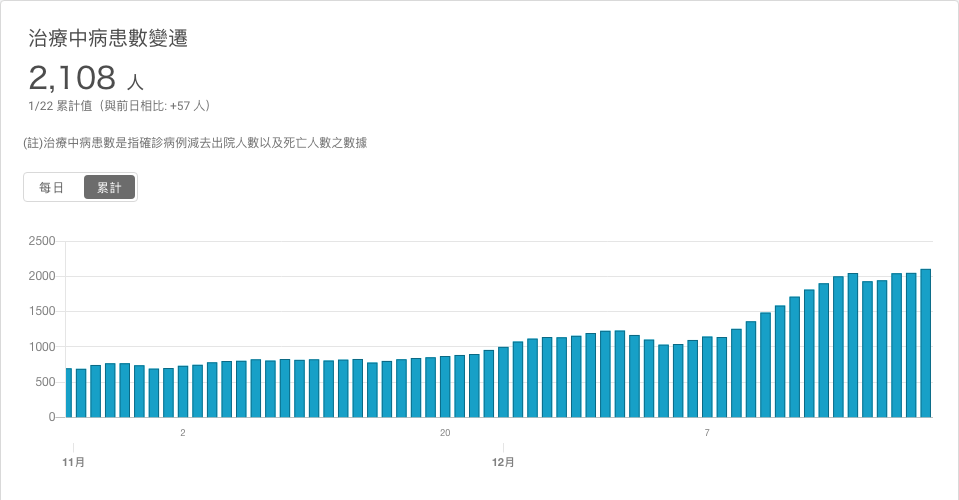 治療中病患數變遷
2,108 人
1/22 累計值（與前日相比: +57 人）
(註)治療中病患數是指確診病例減去出院人數以及死亡人數之數據
每日 累計
2500
2000
1500
1000
500
0
2 20 7
11月 12月